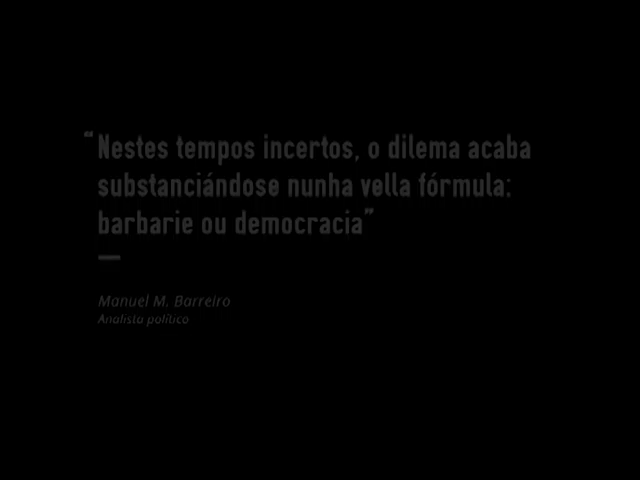 “Nestes tempos incertos, o dilema acaba
substanciándose nunha vella fórmula:
barbarie ou democracia”
Manuel M. Barreiro
Analista político